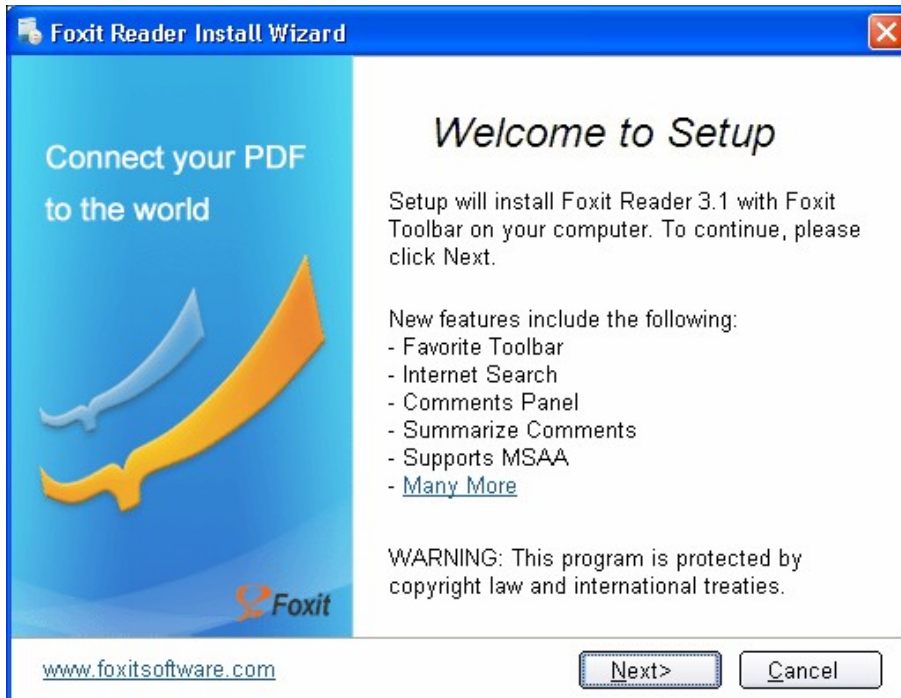 Foxit Reader Install Wizard
Connect your PDF
to the world
Foxit
Welcome to Setup
Setup will install Foxit Reader 3.1 with Foxit
Toolbar on your computer. To continue, please
click Next.
New features include the following:
- Favorite Toolbar
- Internet Search
- Comments Panel
- Summarize Comments
- Supports MSAA
- Many More
WARNING: This program is protected by
copyright law and international treaties.
www.foxitsoftware.com
Next>
Cancel